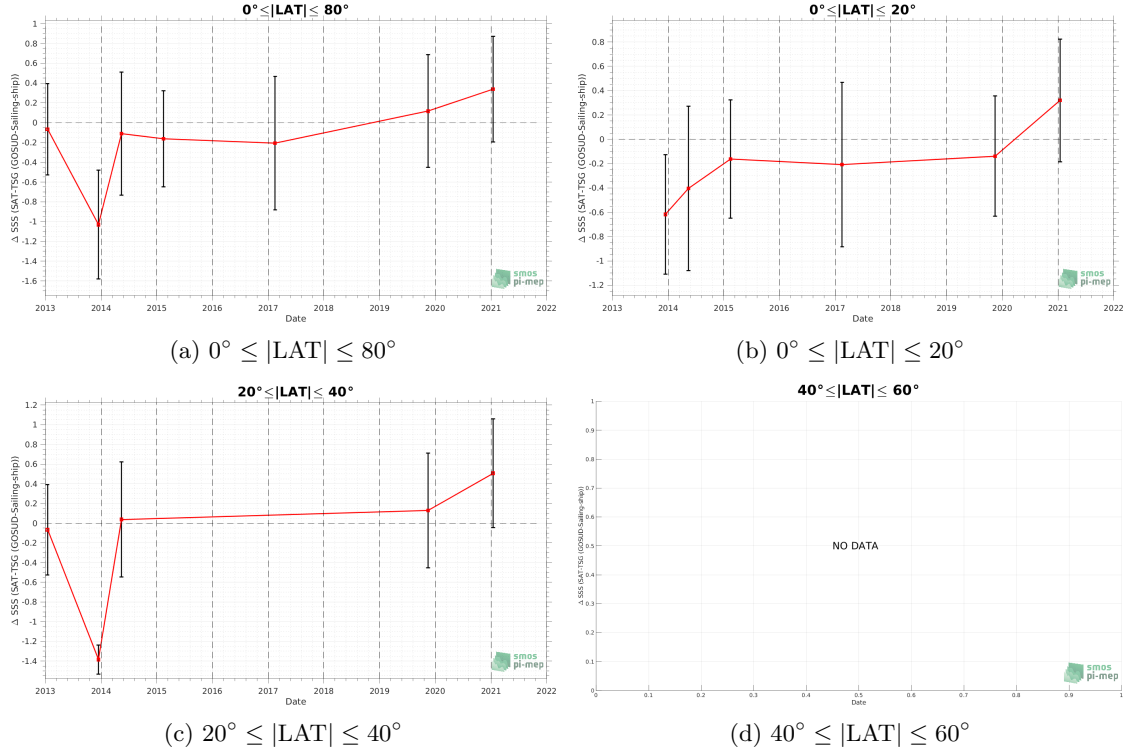 0°≤|LAT|≤ 80°
Δ SSS (SAT-TSG (GOSUD-Sailing-ship))
1
0.8
0.6
0.4
0.2
0
-0.2
-0.4
-0.6
-0.8
-1
-1.2
-1.4
-1.6
2013 2014 2015 2016 2017 2018 2019 2020 2021 2022
Date
smos
pi-mep
(a) 0° ≤ |LAT| ≤ 80°
0°≤|LAT|≤ 20°
Δ SSS (SAT-TSG (GOSUD-Sailing-ship))
0.8
0.6
0.4
0.2
0
-0.2
-0.4
-0.6
-0.8
-1
-1.2
2013 2014 2015 2016 2017 2018 2019 2020 2021 2022
Date
smos
pi-mep
(b) 0° ≤ |LAT| ≤ 20°
20°≤|LAT|≤ 40°
Δ SSS (SAT-TSG (GOSUD-Sailing-ship))
1.2
1
0.8
0.6
0.4
0.2
0
-0.2
-0.4
-0.6
-0.8
-1
-1.2
-1.4
2013 2014 2015 2016 2017 2018 2019 2020 2021 2022
Date
smos
pi-mep
(c) 20° ≤ |LAT| ≤ 40°
40°≤|LAT|≤ 60°
Δ SSS (SAT-TSG (GOSUD-Sailing-ship))
1
0.9
0.8
0.7
0.6
0.5
0.4
0.3
0.2
0.1
0
NO DATA
0 0.1 0.2 0.3 0.4 0.5 0.6 0.7 0.8 0.9 1
Date
smos
pi-mep
(d) 40° ≤ |LAT| ≤ 60°